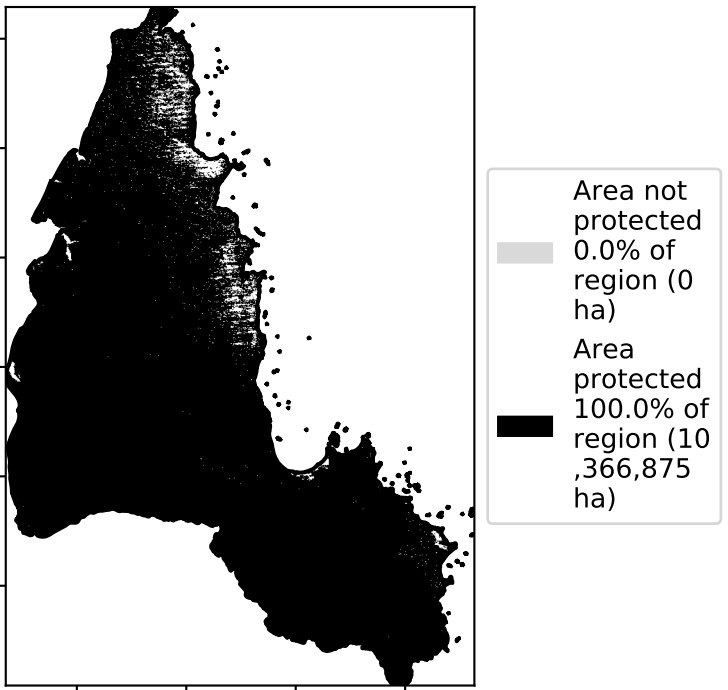 Area not
protected
0.0% of
region (0
ha)
Area
protected
100.0% of
region (10
,366,875
ha)